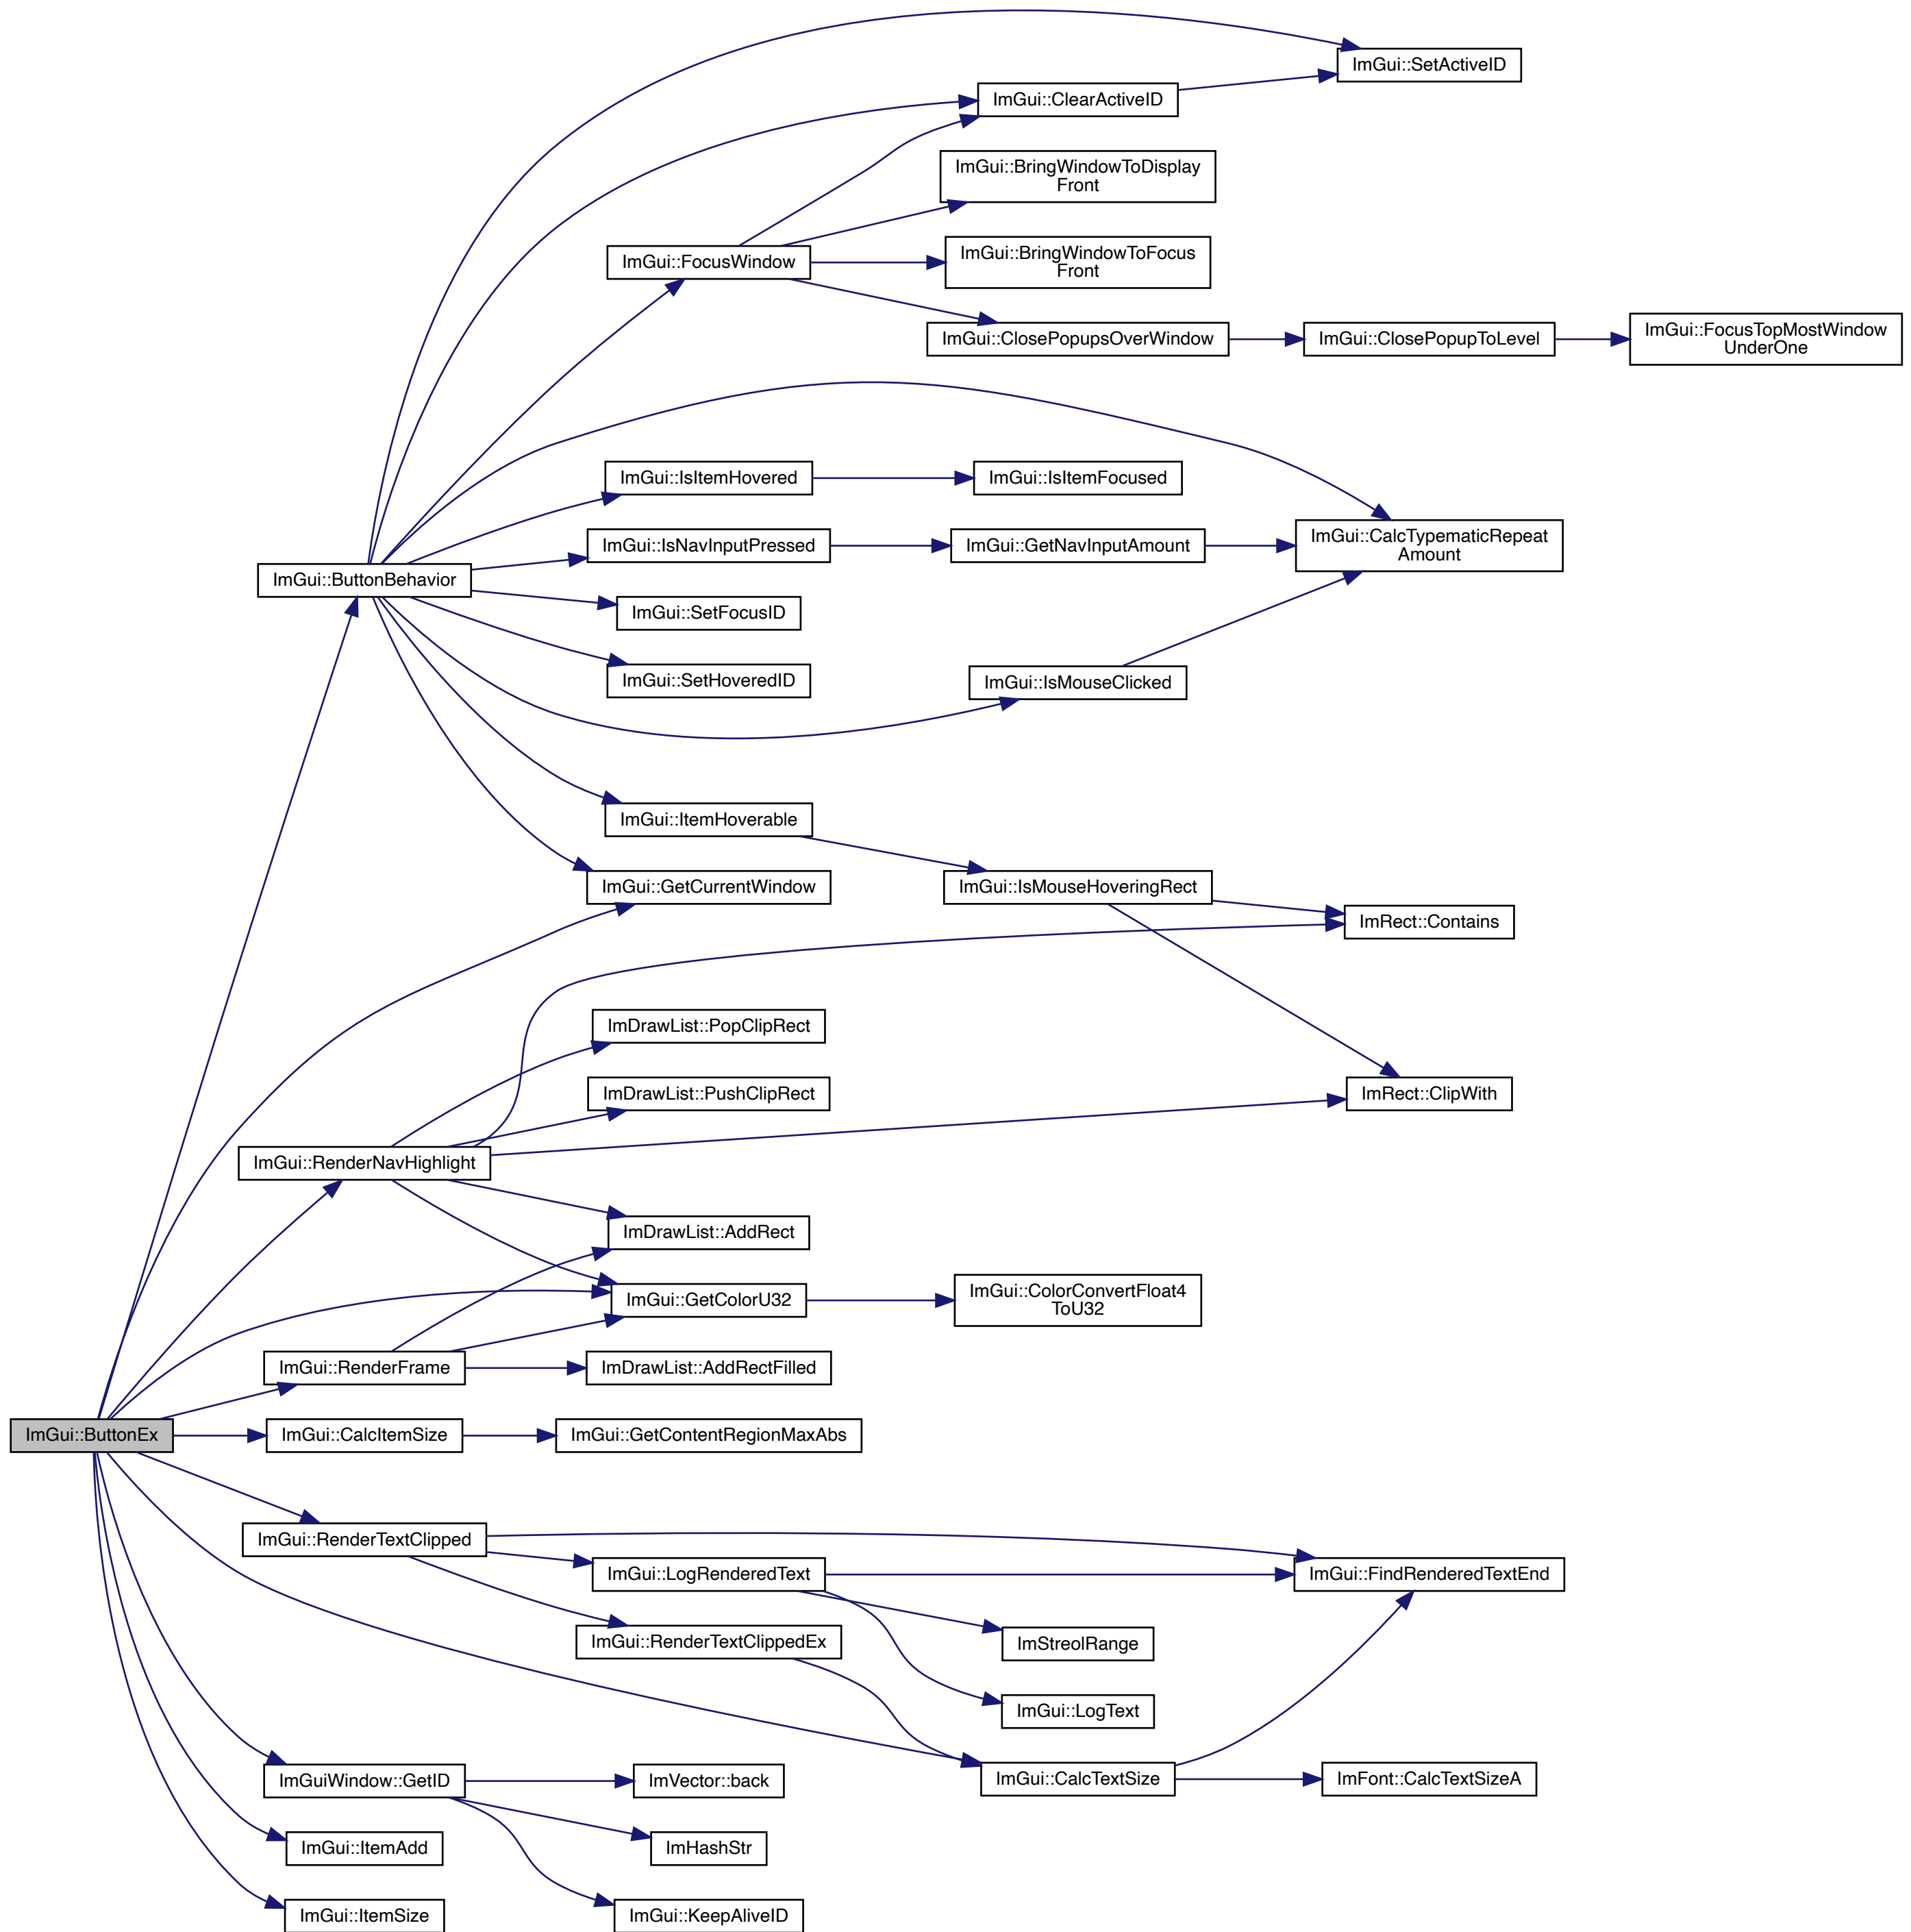 ImGui::SetActiveID
ImGui::ClearActiveID
ImGui::BringWindowToDisplay
Front
ImGui::FocusWindow
ImGui::BringWindowToFocus
Front
ImGui::ClosePopupsOverWindow
ImGui::ClosePopupToLevel
ImGui::FocusTopMostWindow
UnderOne
ImGui::IsItemHovered
ImGui::IsItemFocused
ImGui::IsNavInputPressed
ImGui::GetNavInputAmount
ImGui::CalcTypematicRepeat
Amount
ImGui::ButtonBehavior
ImGui::SetFocusID
ImGui::SetHoveredID
ImGui::IsMouseClicked
ImGui::ItemHoverable
ImGui::GetCurrentWindow
ImGui::IsMouseHoveringRect
ImRect::Contains
ImDrawList::PopClipRect
ImDrawList::PushClipRect
ImRect::ClipWith
ImGui::RenderNavHighlight
ImDrawList::AddRect
ImGui::GetColorU32
ImGui::ColorConvertFloat4
ToU32
ImGui::RenderFrame
ImDrawList::AddRectFilled
ImGui::ButtonEx
ImGui::CalcItemSize
ImGui::GetContentRegionMaxAbs
ImGui::RenderTextClipped
ImGui::LogRenderedText
ImGui::FindRenderedTextEnd
ImGui::RenderTextClippedEx
ImStreolRange
ImGui::LogText
ImGuiWindow::GetID
ImVector::back
ImGui::CalcTextSize
ImFont::CalcTextSizeA
ImGui::ItemAdd
ImHashStr
ImGui::ItemSize
ImGui::KeepAliveID